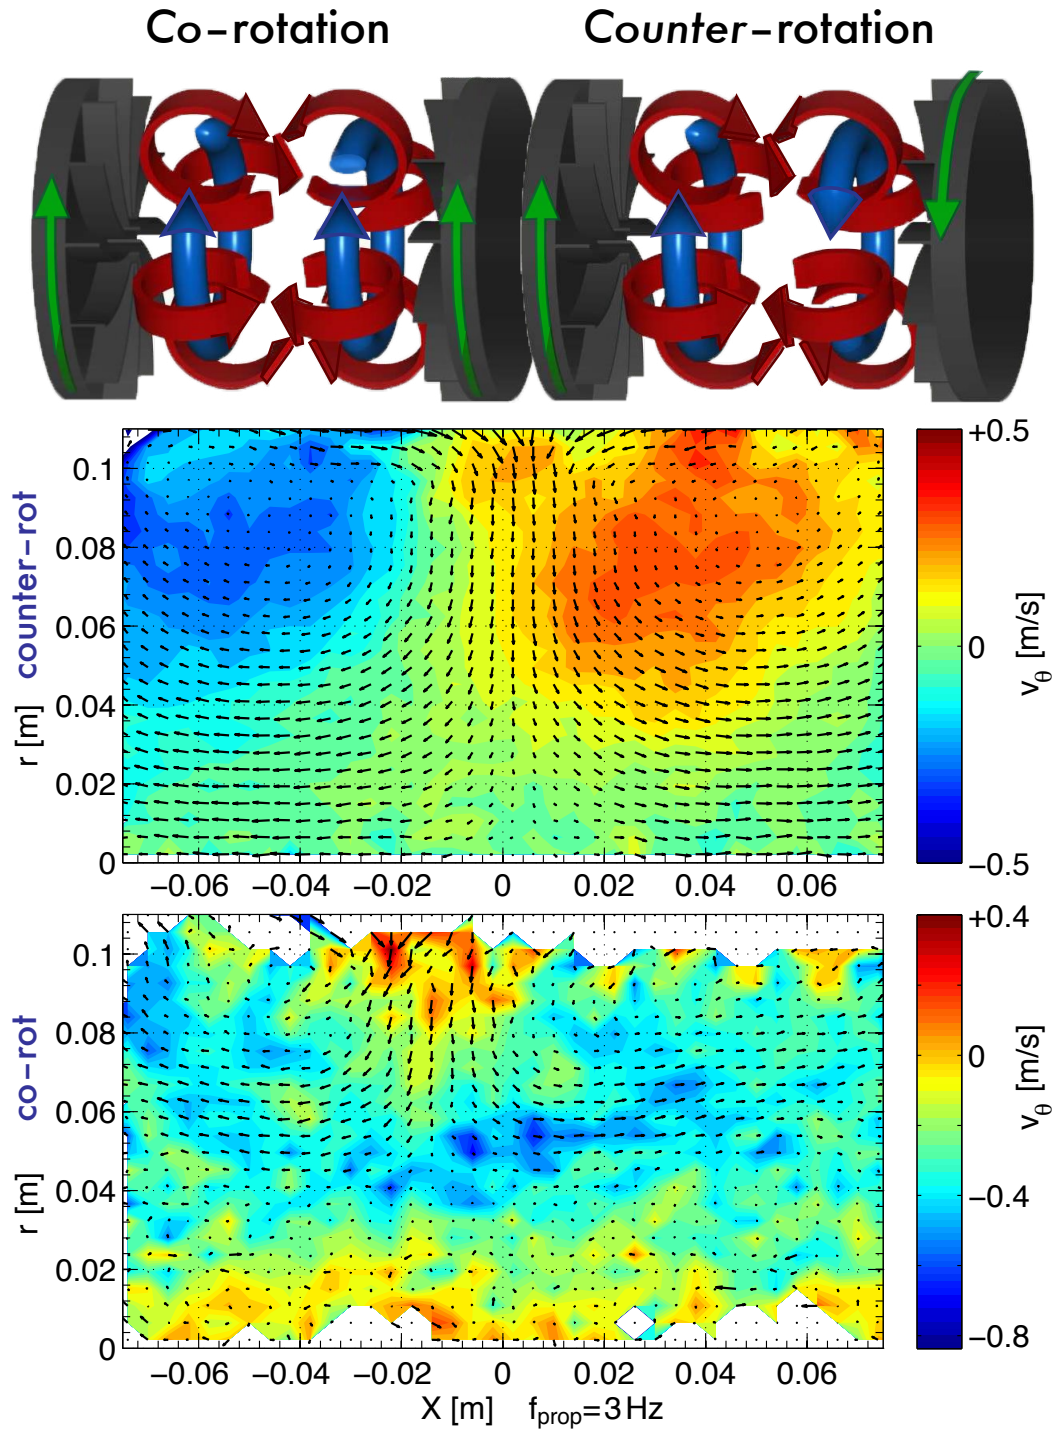 Co-rotation Counter-rotation
+0.5
0.1
0.08
0.06
0 
0.04
0.02
0
-0.5
counter-rot
r [m]
v_θ [m/s]
-0.06 -0.04 -0.02 0 0.02 0.04 0.06
+0.4
0.1
0.08
0
0.06
0.04
-0.4
0.02
0
-0.8
co-rot
r [m]
v_θ [m/s]
-0.06 -0.04 -0.02 0 0.02 0.04 0.06
X [m] f_prop=3 Hz